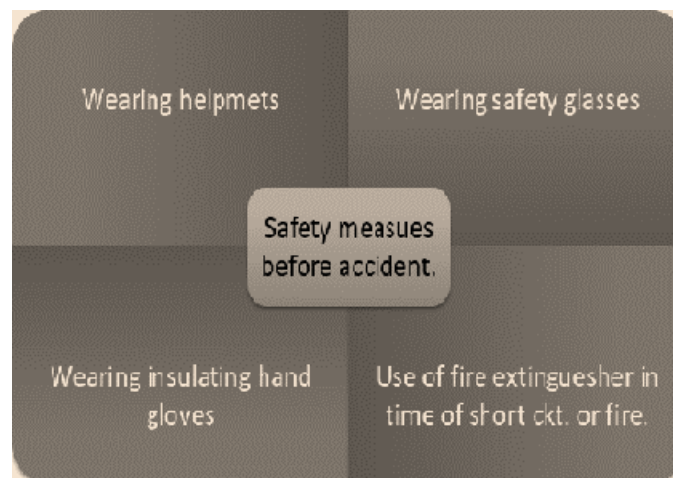 Wearing helpmets
Wearing safety glasses
Safety measues
before accident.
Wearing insulating hand
gloves
Use of fire extinguesher in
time of short ckt. or fire.